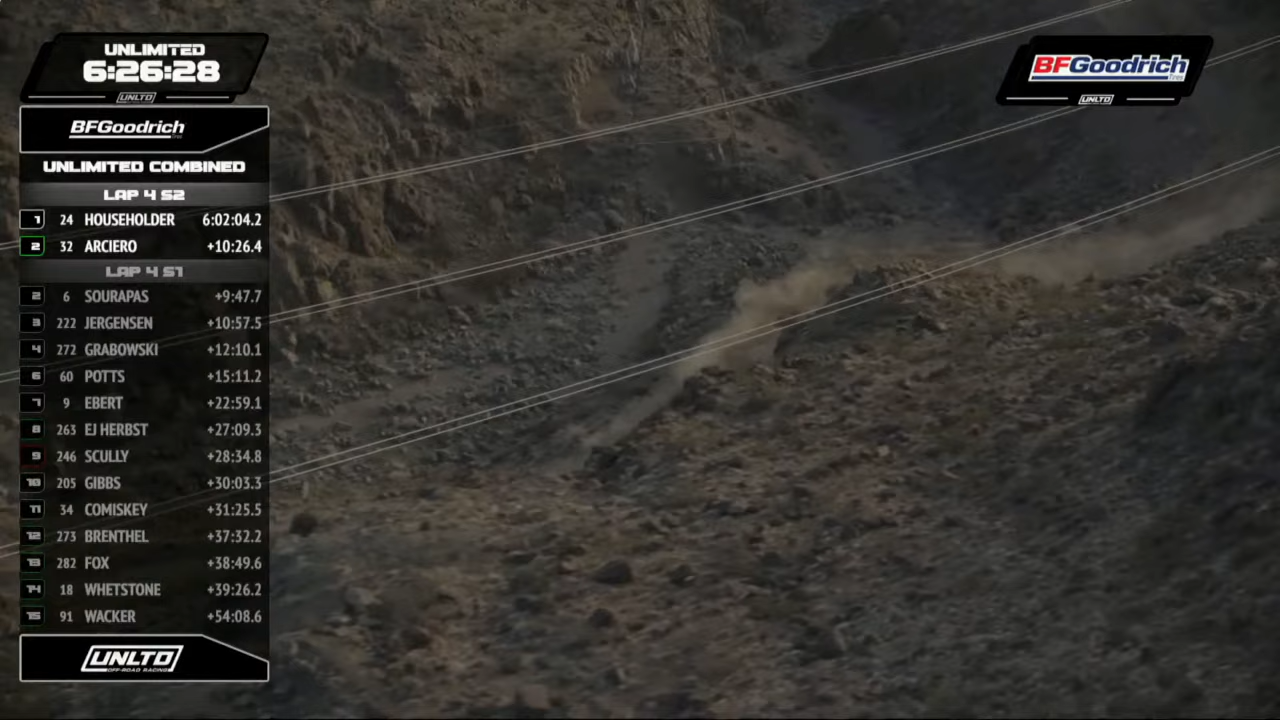 UNLIMITED
6:26:28
UNLTD
BFGoodrich
UNLIMITED COMBINED
LAP 4 S2
1 24 HOUSEHOLDER 6:02:04.2
2 32 ARCIERO +10:26.4
LAP 4 S1
2 6 SOURAPAS +9:47.7
3 222 JERGENSEN +10:57.5
4 272 GRABOWSKI +12:10.1
6 60 POTTS +15:11.2
7 9 EBERT +22:59.1
8 263 EJ HERBST +27:09.3
9 246 SCULLY +28:34.8
10 205 GIBBS +30:03.3
11 34 COMISKEY +31:25.5
12 273 BRENTHEL +37:32.2
13 282 FOX +38:49.6
14 18 WHETSTONE +39:26.2
15 91 WACKER +54:08.6
UNLTD
OFF-ROAD RACING
BFGoodrich
UNLTD